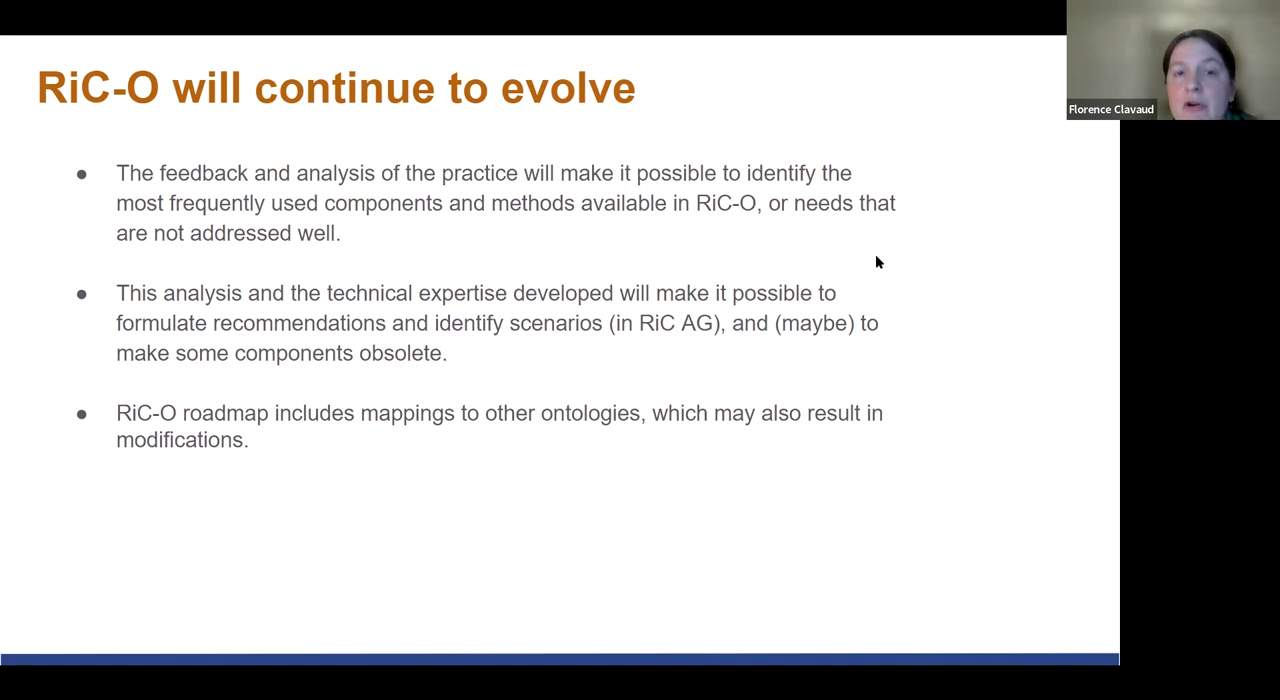 RiC-O will continue to evolve
Florence Clavaud
● The feedback and analysis of the practice will make it possible to identify the
most frequently used components and methods available in RiC-O, or needs that
are not addressed well.
● This analysis and the technical expertise developed will make it possible to
formulate recommendations and identify scenarios (in RiC AG), and (maybe) to
make some components obsolete.
● RiC-O roadmap includes mappings to other ontologies, which may also result in
modifications.